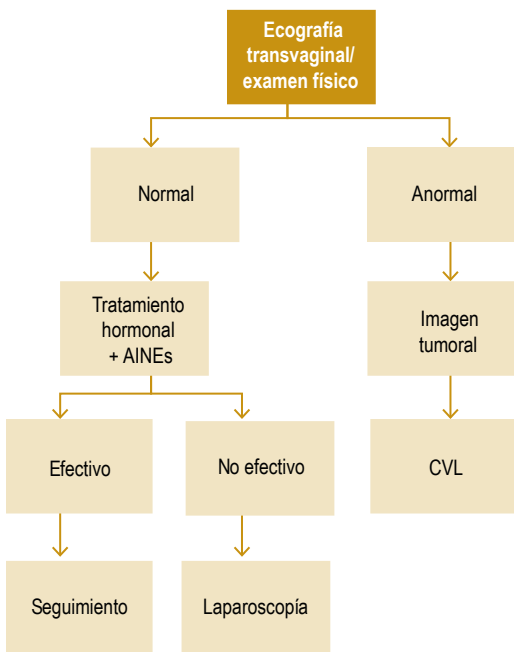 Ecografía
transvaginal/
examen físico
Normal
Anormal
Tratamiento
hormonal
+ AINEs
Imagen
tumoral
Efectivo
No efectivo
CVL
Seguimiento
Laparoscopía